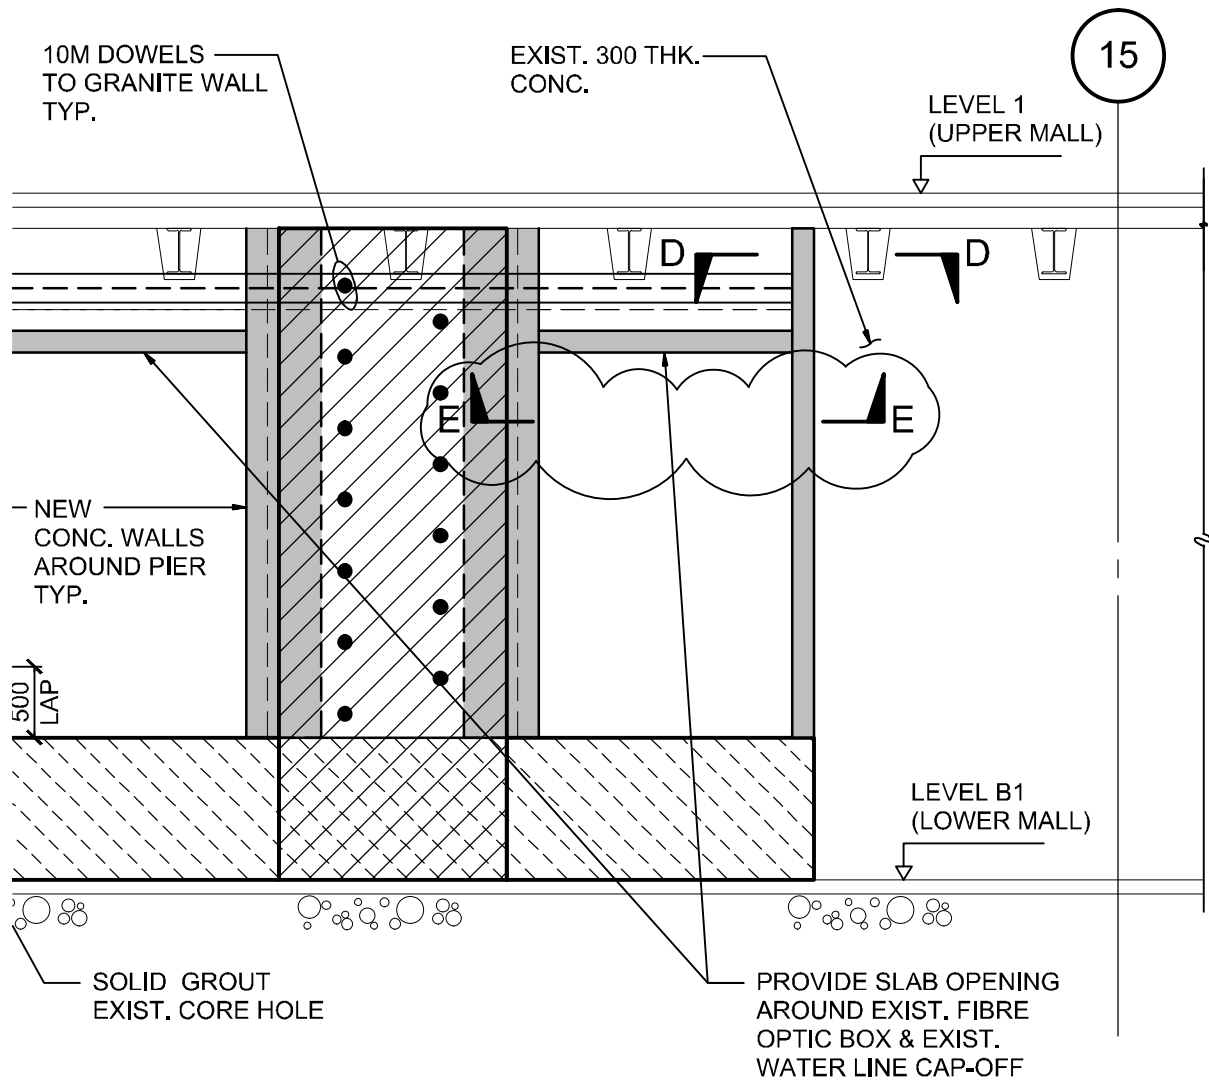 10M DOWELS
TO GRANITE WALL
TYP.
EXIST. 300 THK.
CONC.
15
LEVEL 1
(UPPER MALL)
D
D
E
E
NEW
CONC. WALLS
AROUND PIER
TYP.
500
LAP
LEVEL B1
(LOWER MALL)
SOLID GROUT
EXIST. CORE HOLE
PROVIDE SLAB OPENING
AROUND EXIST. FIBRE
OPTIC BOX & EXIST.
WATER LINE CAP-OFF